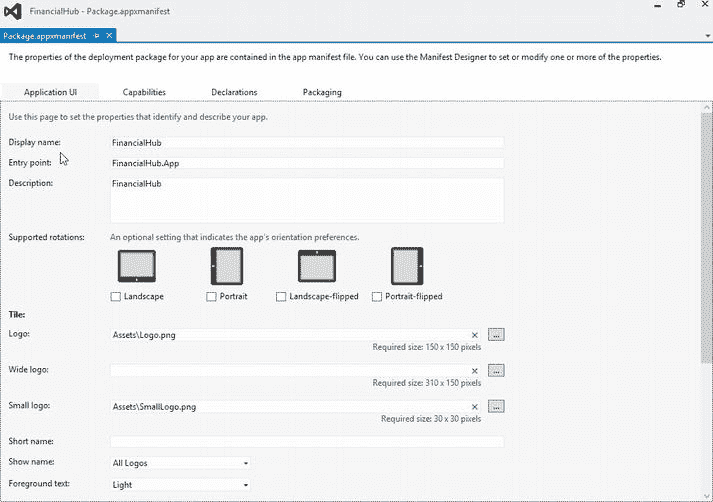 FinancialHub - Package.appxmanifest
Package.appxmanifest
The properties of the deployment package for your app are contained in the app manifest file. You can use the Manifest Designer to set or modify one or more of the properties.
Application UI Capabilities Declarations Packaging
Use this page to set the properties that identify and describe your app.
Display name: FinancialHub
Entry point: FinancialHub.App
Description: FinancialHub
Supported rotations: An optional setting that indicates the app's orientation preferences.
Landscape Portrait Landscape-flipped Portrait-flipped
Tile:
Logo: Assets\Logo.png × ...
Required size: 150 x 150 pixels
Wide logo: × ...
Required size: 310 x 150 pixels
Small logo: Assets\SmallLogo.png × ...
Required size: 30 x 30 pixels
Short name:
Show name: All Logos
Foreground text: Light